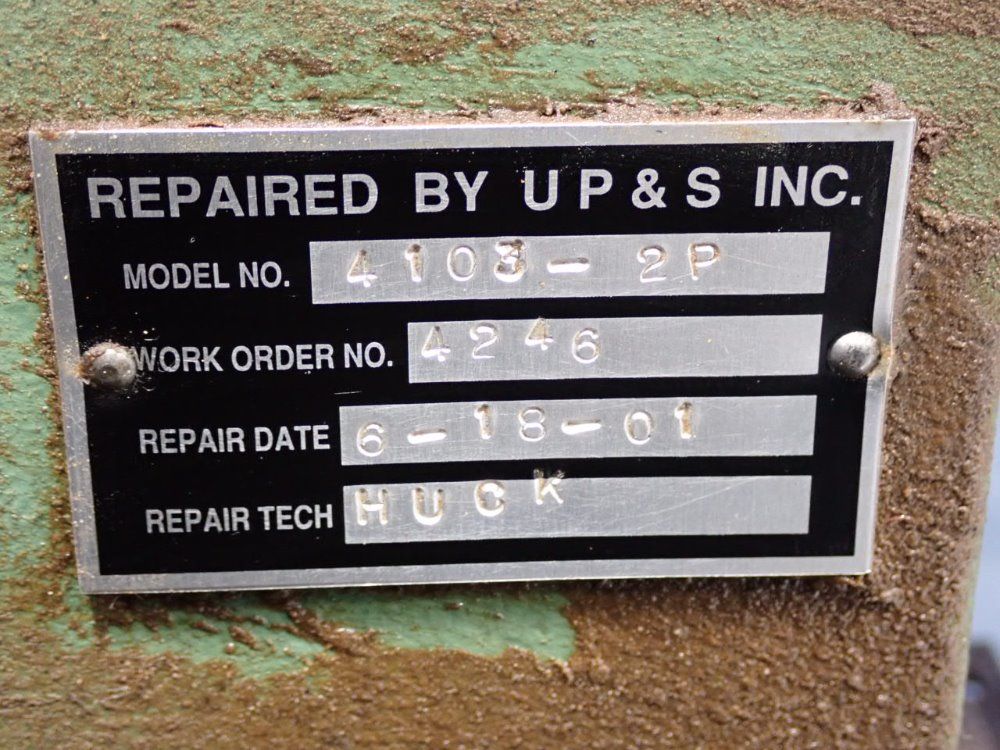 REPAIRED BY U P & S INC.
MODEL NO. 4103-2P
WORK ORDER NO. 4246
REPAIR DATE 6-18-01
REPAIR TECH HUCK